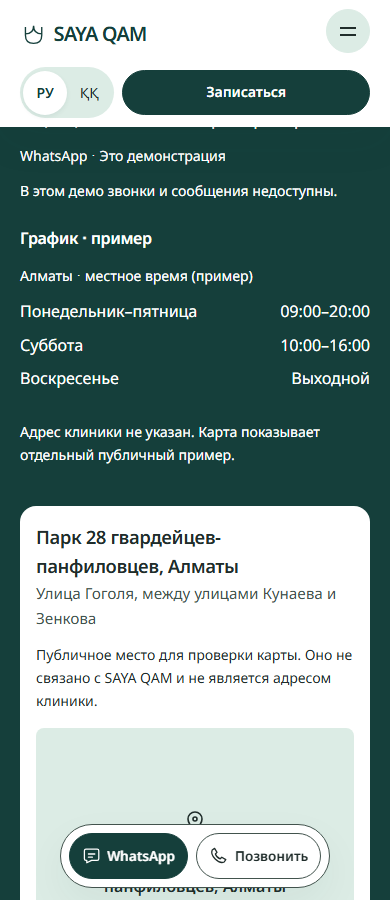 SAYA QAM
РУ
ҚҚ
Записаться
WhatsApp · Это демонстрация
В этом демо звонки и сообщения недоступны.
График · пример
Алматы · местное время (пример)
Понедельник–пятница 09:00–20:00
Суббота 10:00–16:00
Воскресенье Выходной
Адрес клиники не указан. Карта показывает
отдельный публичный пример.
Парк 28 гвардейцев-
панфиловцев, Алматы
Улица Гоголя, между улицами Кунаева и
Зенкова
Публичное место для проверки карты. Оно не
связано с SAYA QAM и не является адресом
клиники.
WhatsApp
Позвонить
панфиловцев, Алматы